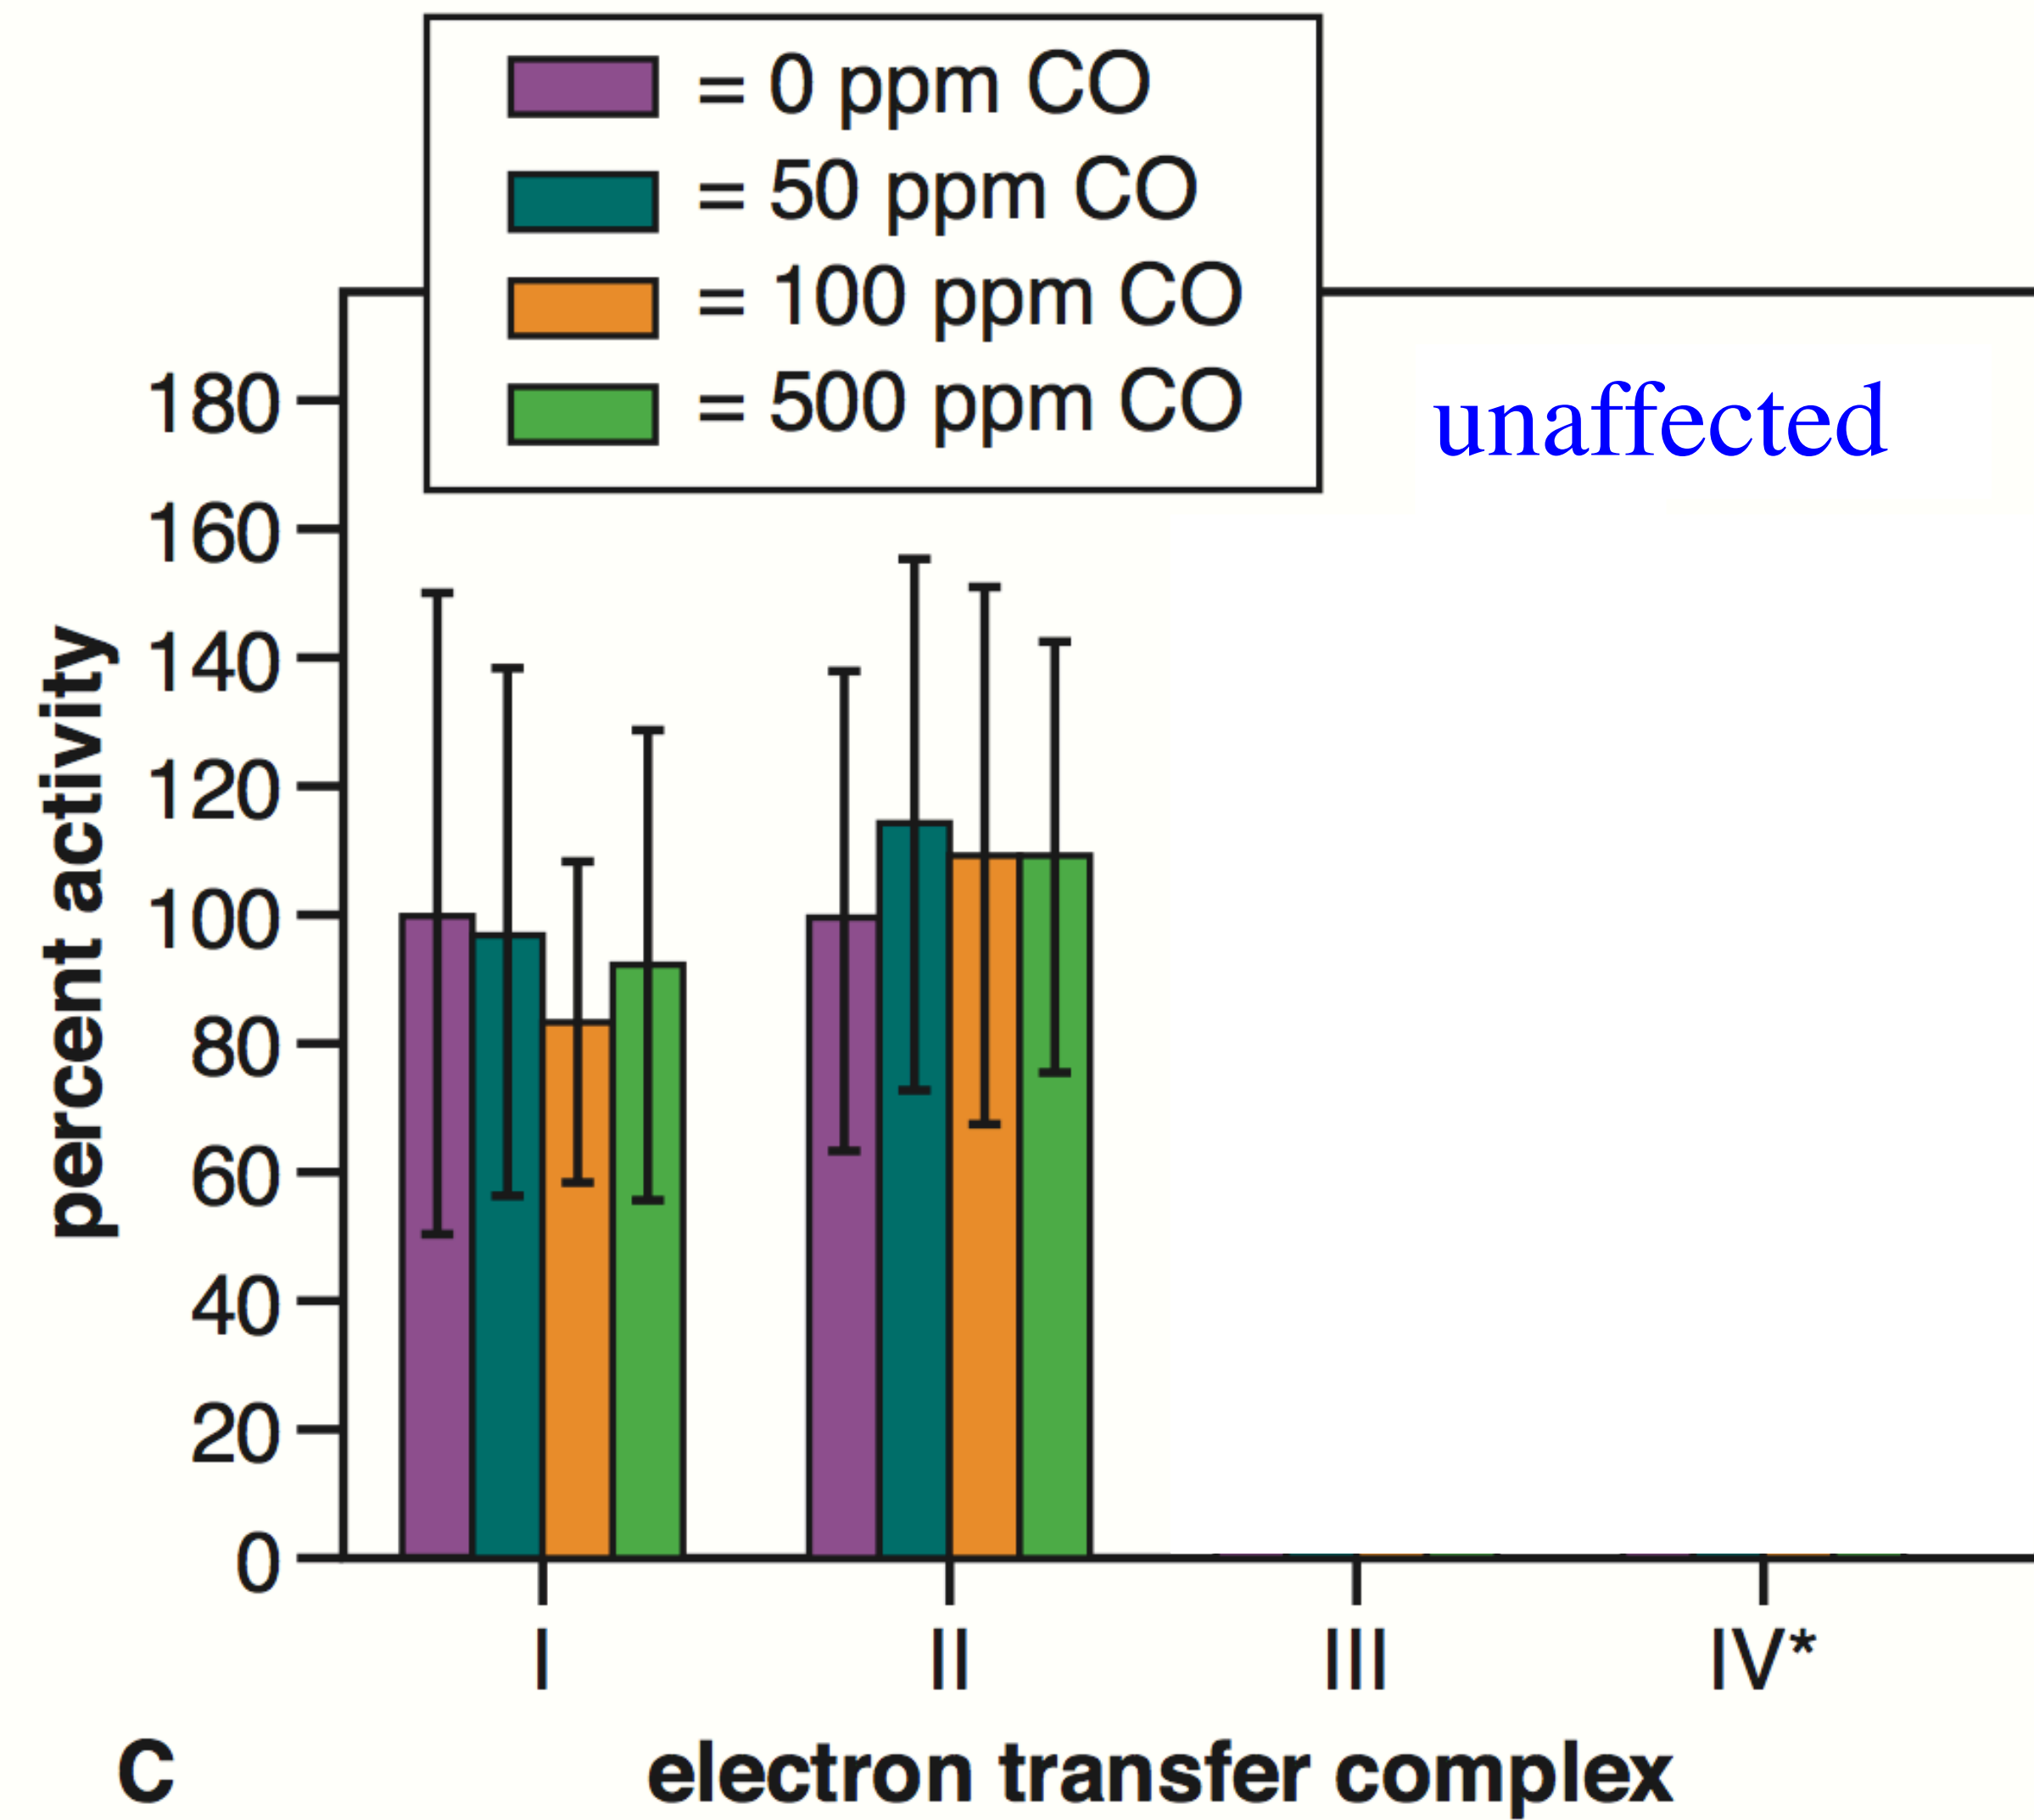 = 0 ppm CO
= 50 ppm CO
= 100 ppm CO
= 500 ppm CO
unaffected
180
160
140
120
100
80
60
40
20
0
percent activity
I II III IV*
C electron transfer complex